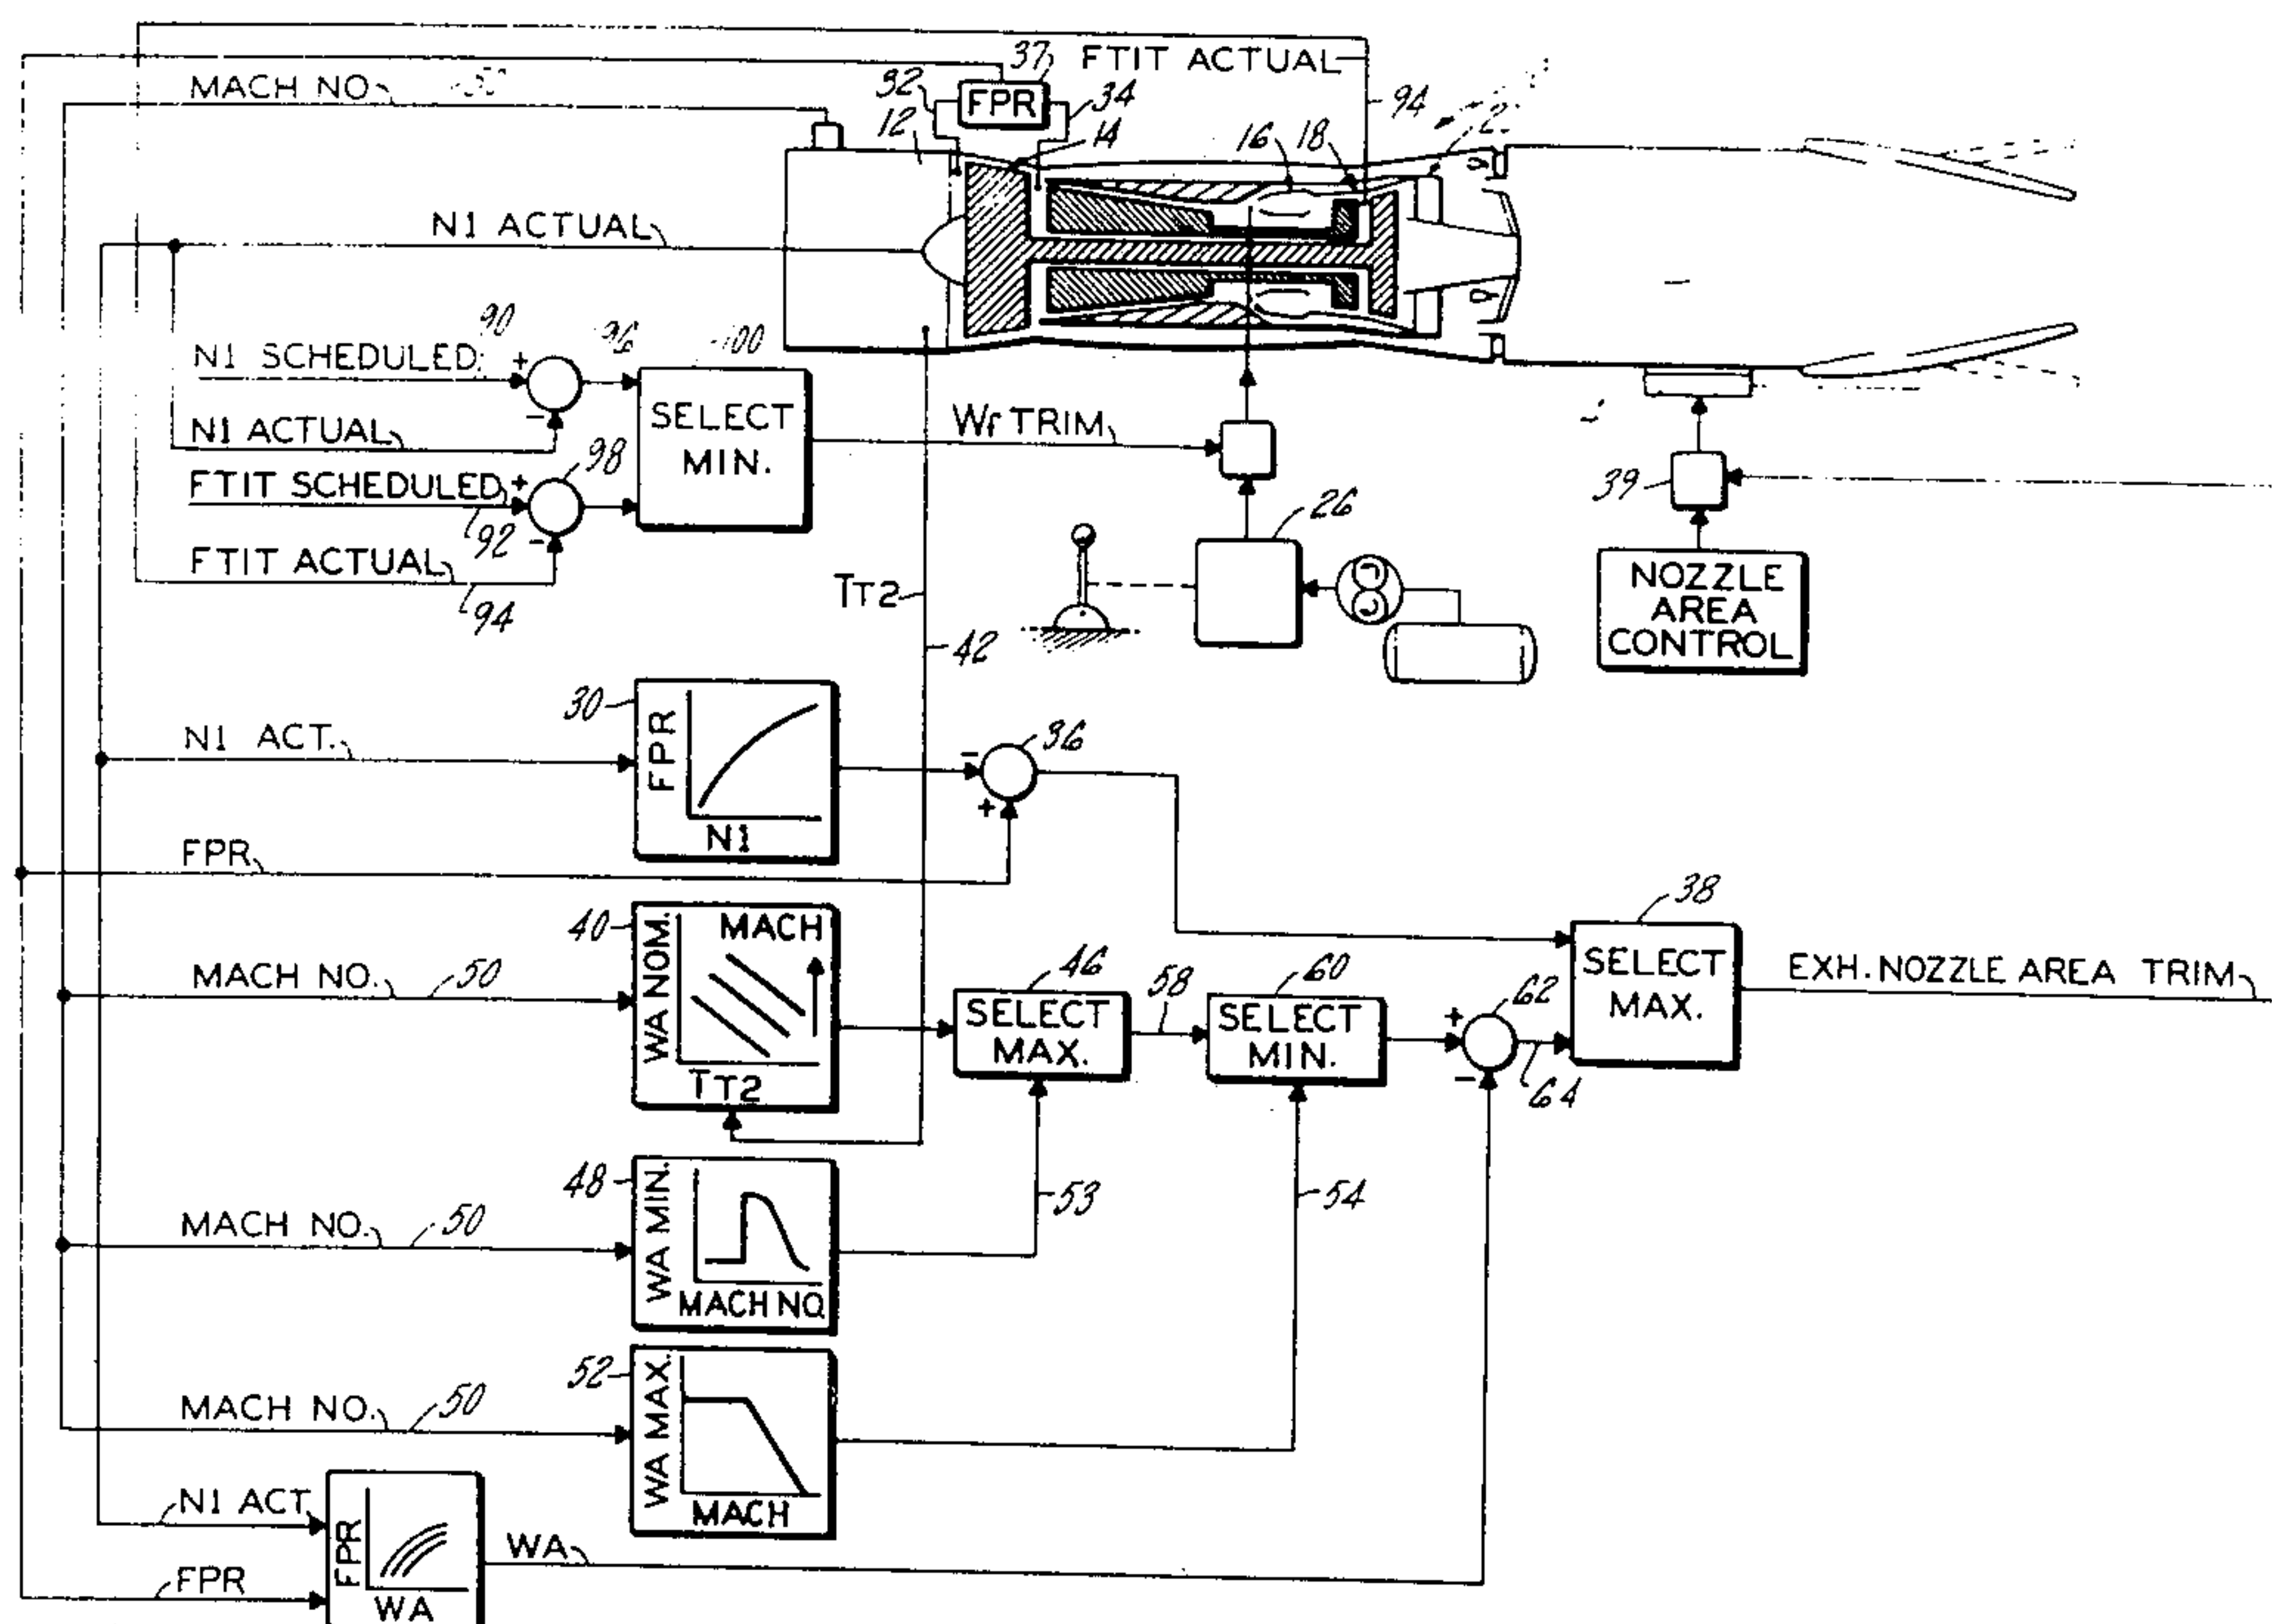 FTIT ACTUAL
37
MACH NO.
32
FPR
34
94
12
14
16
18
N1 ACTUAL
90
96
100
N1 SCHEDULED
+
-
SELECT
MIN.
N1 ACTUAL
Wf TRIM
98
FTIT SCHEDULED
+
92
-
FTIT ACTUAL
94
39
26
NOZZLE
AREA
CONTROL
TT2
42
30
FPR
N1
N1 ACT.
-
36
+
FPR
38
SELECT
MAX.
EXH. NOZZLE AREA TRIM
40
WA NOM.
MACH
TT2
MACH NO.
50
46
SELECT
MAX.
58
60
SELECT
MIN.
+
62
-
64
48
WA MIN.
MACH NO.
MACH NO.
50
53
54
52
WA MAX.
MACH
MACH NO.
50
N1 ACT.
FPR
FPR
WA
WA